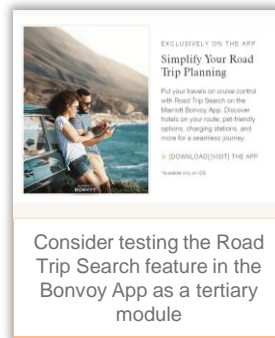 EXCLUSIVELY ON THE APP
Simplify Your Road
Trip Planning
Put your travels on cruise control
with Road Trip Search on the
Marriott Bonvoy App. Discover
hotels on your route, pet-friendly
options, charging stations, and
more for a seamless journey.
» [DOWNLOAD][VISIT] THE APP
*Available only on iOS
BONVOY
Consider testing the Road
Trip Search feature in the
Bonvoy App as a tertiary
module